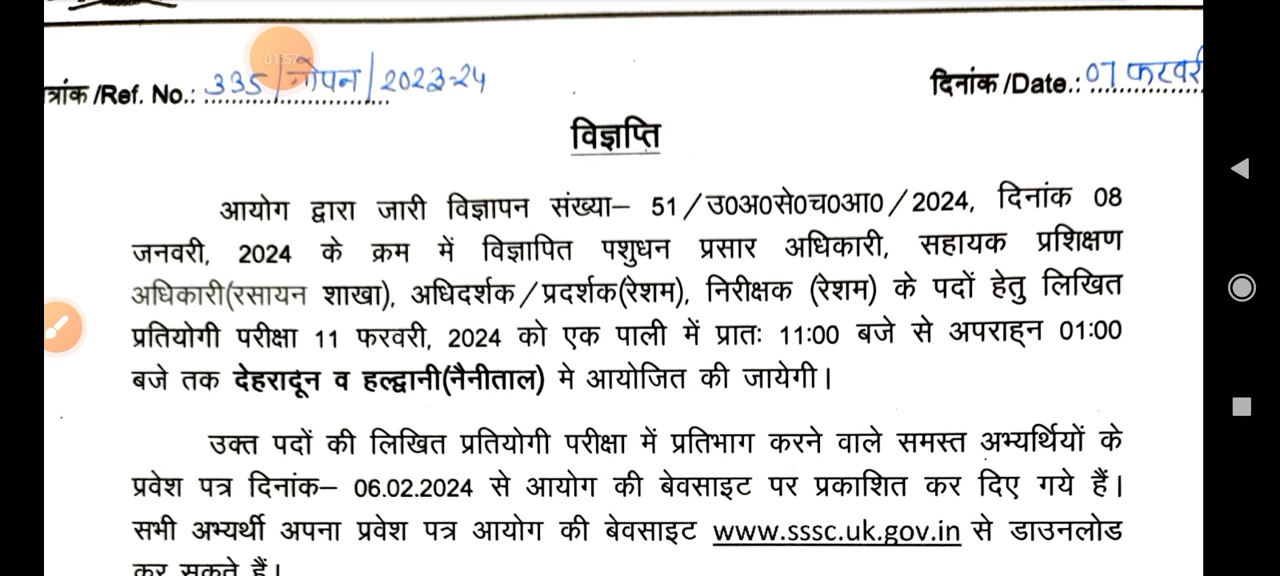 01:57
त्रांक /Ref. No.: 335/गोपन/2023-24
दिनांक /Date.: 07 फरवरी
विज्ञप्ति
आयोग द्वारा जारी विज्ञापन संख्या– 51/उ0अ0से0च0आ0/2024, दिनांक 08
जनवरी, 2024 के क्रम में विज्ञापित पशुधन प्रसार अधिकारी, सहायक प्रशिक्षण
अधिकारी(रसायन शाखा), अधिदर्शक/प्रदर्शक(रेशम), निरीक्षक (रेशम) के पदों हेतु लिखित
प्रतियोगी परीक्षा 11 फरवरी, 2024 को एक पाली में प्रातः 11:00 बजे से अपराह्न 01:00
बजे तक देहरादून व हल्द्वानी(नैनीताल) मे आयोजित की जायेगी।
उक्त पदों की लिखित प्रतियोगी परीक्षा में प्रतिभाग करने वाले समस्त अभ्यर्थियों के
प्रवेश पत्र दिनांक– 06.02.2024 से आयोग की बेवसाइट पर प्रकाशित कर दिए गये हैं।
सभी अभ्यर्थी अपना प्रवेश पत्र आयोग की बेवसाइट www.sssc.uk.gov.in से डाउनलोड
कर सकते हैं।